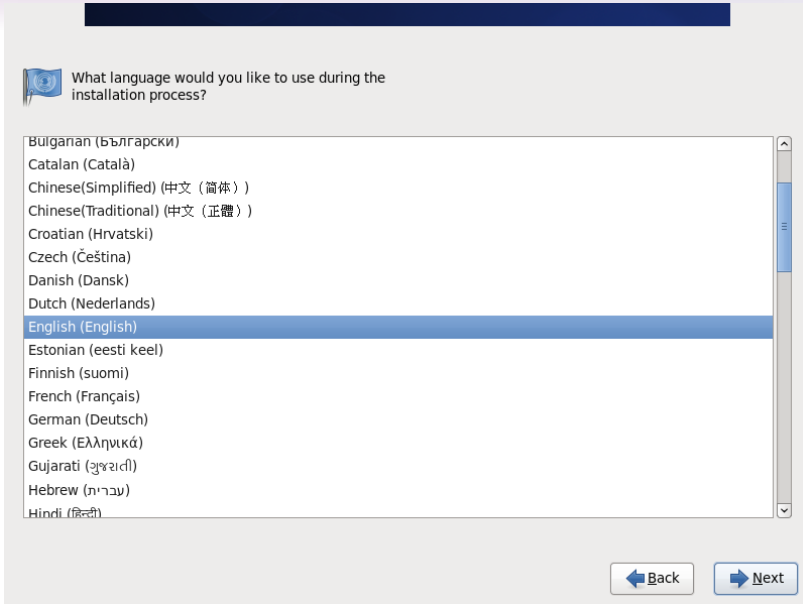 What language would you like to use during the
installation process?
Bulgarian (Български)
Catalan (Català)
Chinese(Simplified) (中文（简体）)
Chinese(Traditional) (中文（正體）)
Croatian (Hrvatski)
Czech (Čeština)
Danish (Dansk)
Dutch (Nederlands)
English (English)
Estonian (eesti keel)
Finnish (suomi)
French (Français)
German (Deutsch)
Greek (Ελληνικά)
Gujarati (ગુજરાતી)
Hebrew (עברית)
Hindi (हिन्दी)
Back
Next